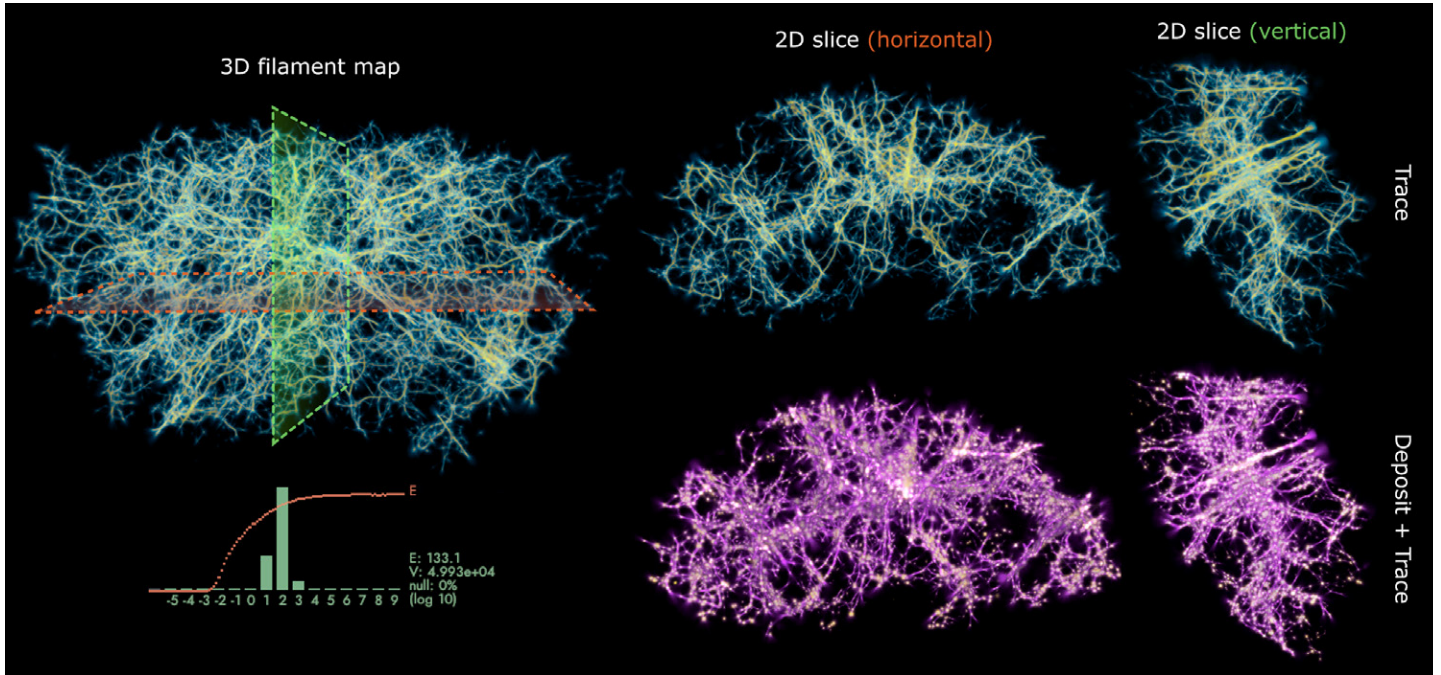 3D filament map
2D slice (horizontal)
2D slice (vertical)
Trace
Deposit + Trace
E
E: 133.1
V: 4.993e+04
null: 0%
(log 10)
-5 -4 -3 -2 -1 0 1 2 3 4 5 6 7 8 9